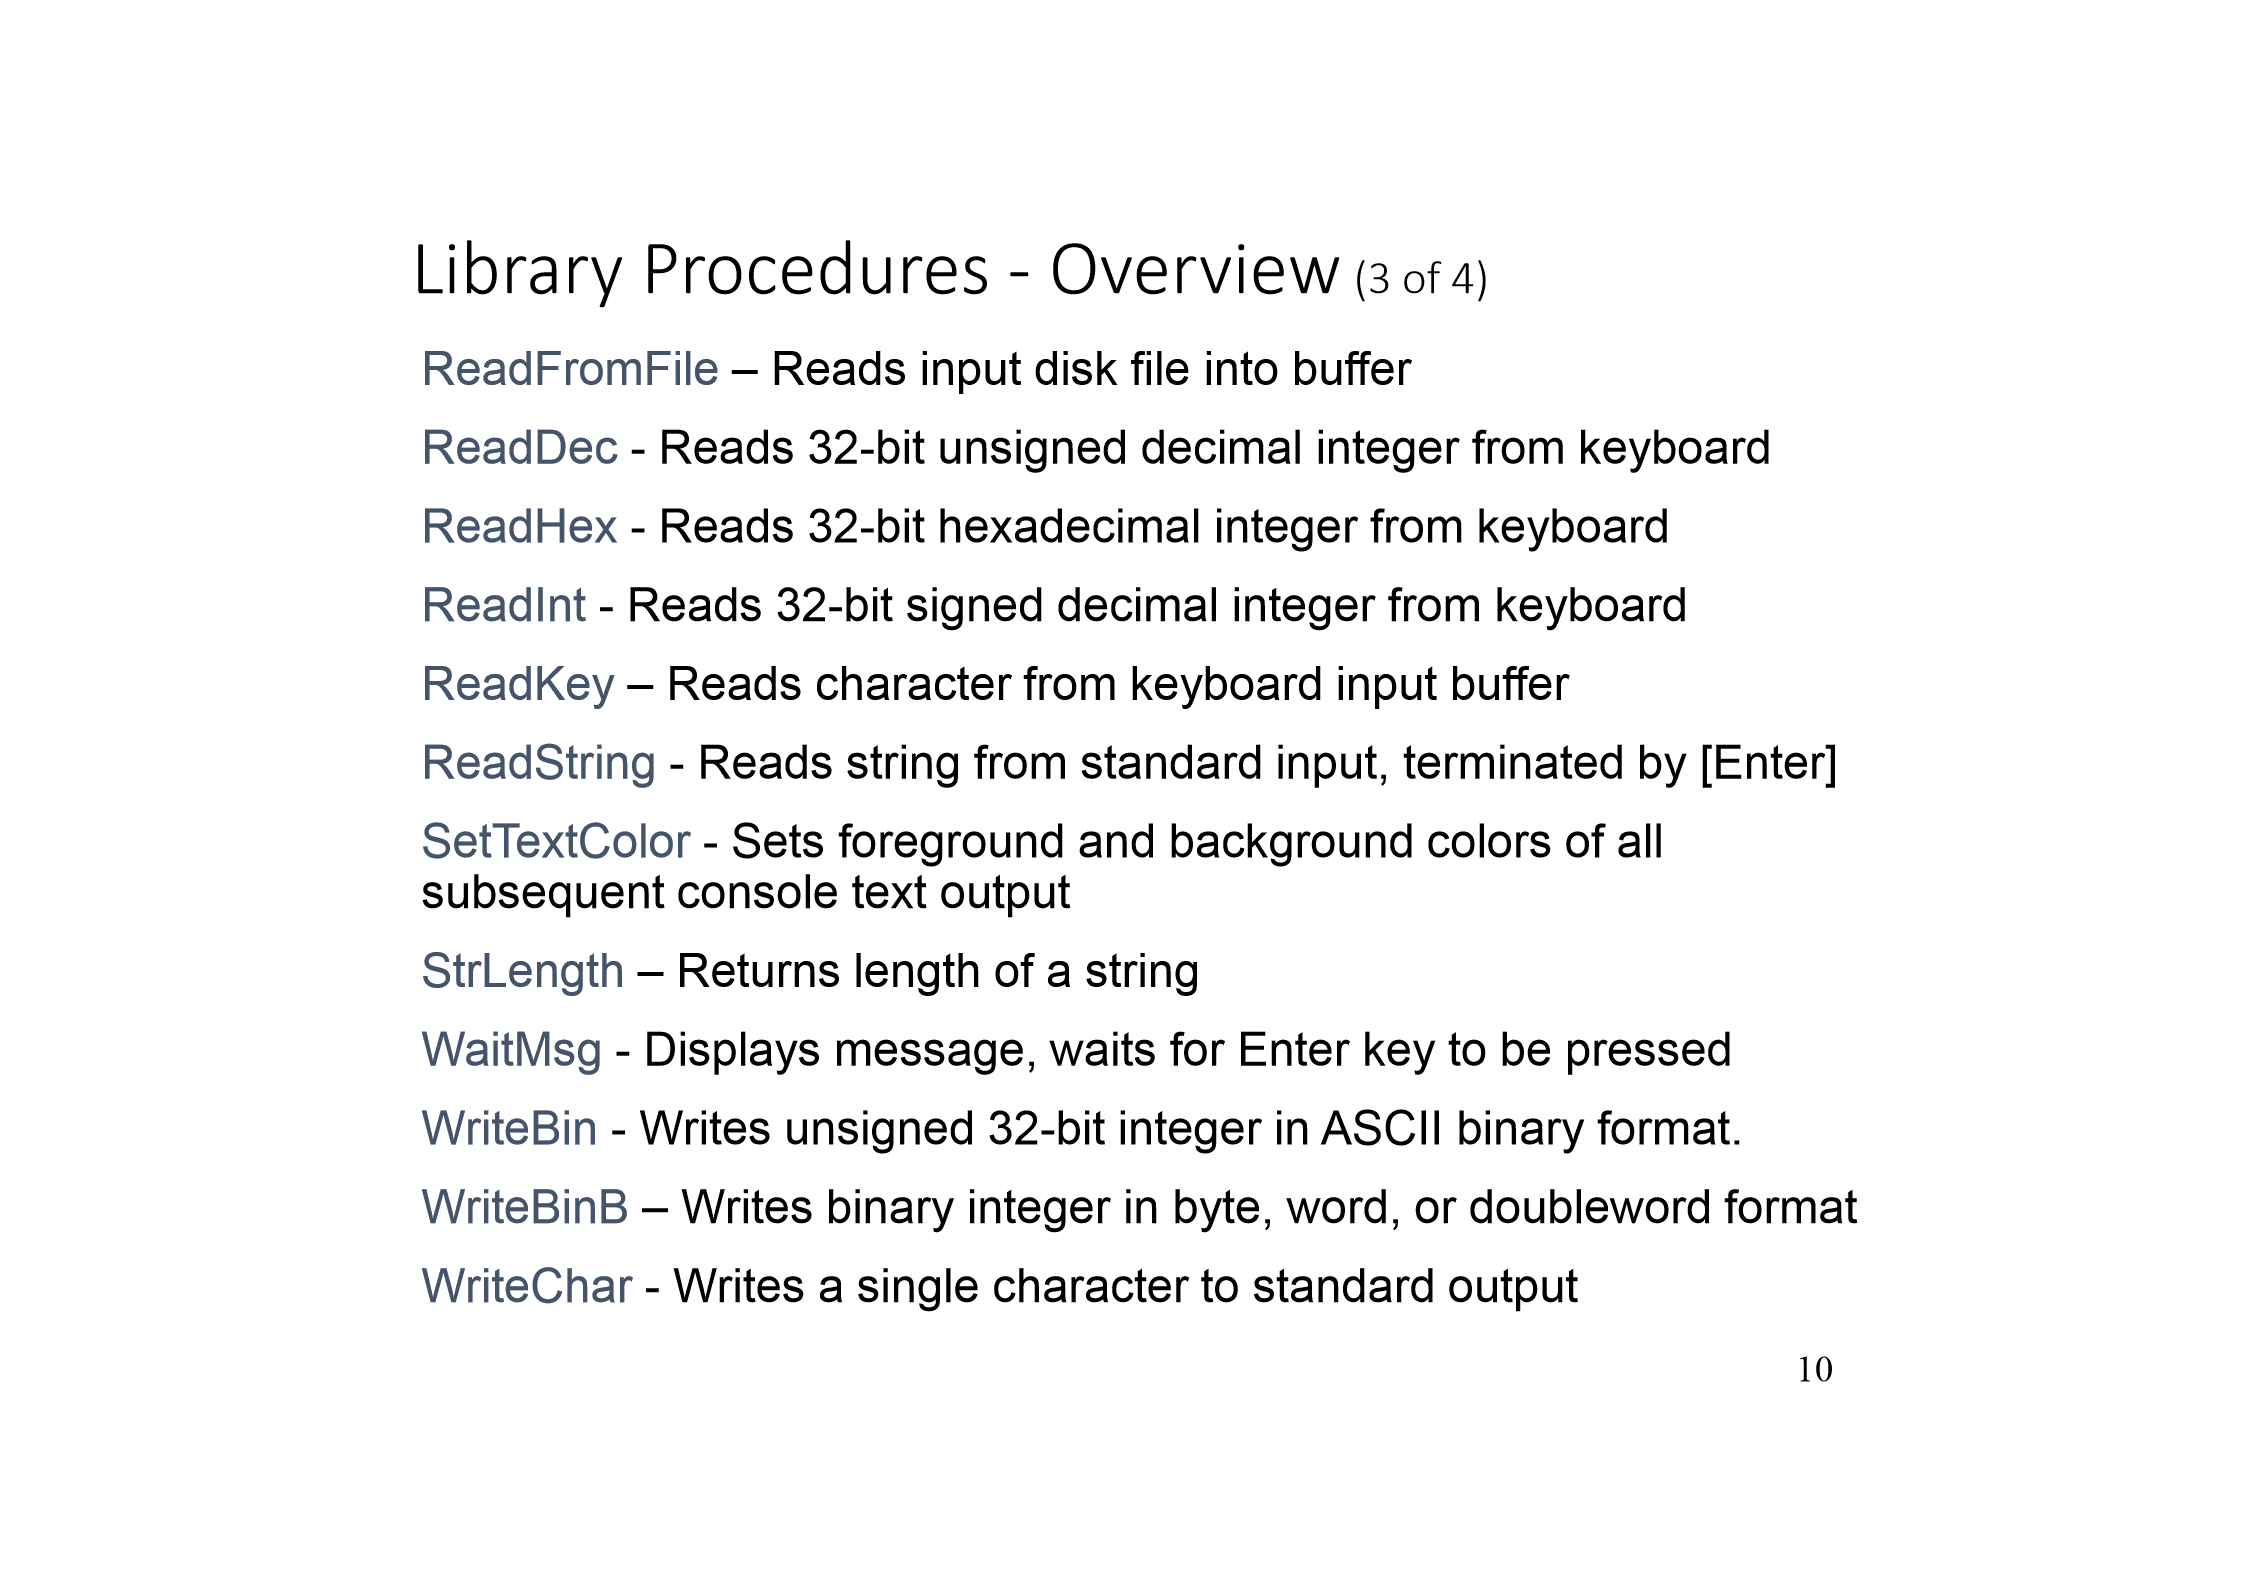 Library Procedures - Overview (3 of 4)
ReadFromFile – Reads input disk file into buffer
ReadDec - Reads 32-bit unsigned decimal integer from keyboard
ReadHex - Reads 32-bit hexadecimal integer from keyboard
ReadInt - Reads 32-bit signed decimal integer from keyboard
ReadKey – Reads character from keyboard input buffer
ReadString - Reads string from standard input, terminated by [Enter]
SetTextColor - Sets foreground and background colors of all
subsequent console text output
StrLength – Returns length of a string
WaitMsg - Displays message, waits for Enter key to be pressed
WriteBin - Writes unsigned 32-bit integer in ASCII binary format.
WriteBinB – Writes binary integer in byte, word, or doubleword format
WriteChar - Writes a single character to standard output
10